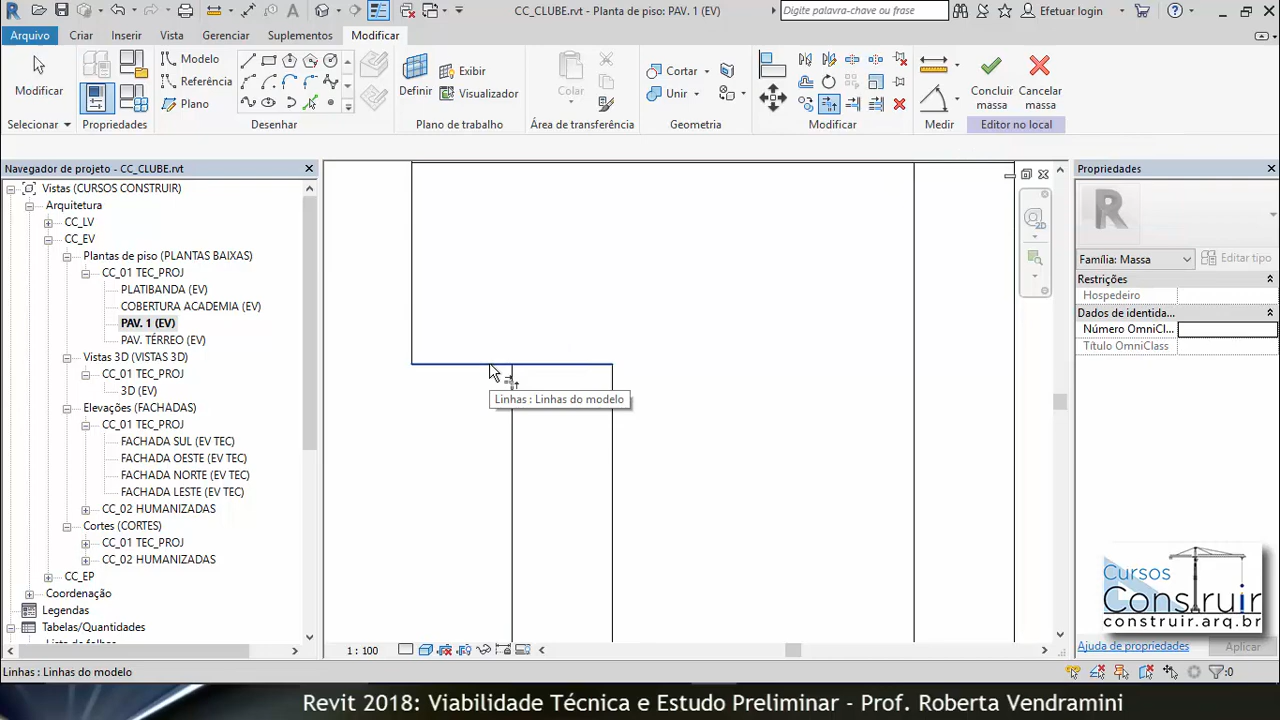 CC_CLUBE.rvt - Planta de piso: PAV. 1 (EV)
Digite palavra-chave ou frase
Efetuar login
Arquivo Criar Inserir Vista Gerenciar Suplementos Modificar
Modificar
Modelo
Referência
Plano
Definir
Exibir
Visualizador
Colar
Cortar
Unir
Concluir massa
Cancelar massa
Selecionar Propriedades Desenhar Plano de trabalho Área de transferência Geometria Modificar Medir Editor no local
Navegador de projeto - CC_CLUBE.rvt
Vistas (CURSOS CONSTRUIR)
Arquitetura
CC_LV
CC_EV
Plantas de piso (PLANTAS BAIXAS)
CC_01 TEC_PROJ
PLATIBANDA (EV)
COBERTURA ACADEMIA (EV)
PAV. 1 (EV)
PAV. TÉRREO (EV)
Vistas 3D (VISTAS 3D)
CC_01 TEC_PROJ
3D (EV)
Elevações (FACHADAS)
CC_01 TEC_PROJ
FACHADA SUL (EV TEC)
FACHADA OESTE (EV TEC)
FACHADA NORTE (EV TEC)
FACHADA LESTE (EV TEC)
CC_02 HUMANIZADAS
Cortes (CORTES)
CC_01 TEC_PROJ
CC_02 HUMANIZADAS
CC_EP
Coordenação
Legendas
Tabelas/Quantidades
Linhas : Linhas do modelo
2D
Propriedades
R
Família: Massa
Editar tipo
Restrições
Hospedeiro
Dados de identida...
Número OmniCl...
Título OmniClass
Cursos
Construir
construir.arq.br
Ajuda de propriedades
Aplicar
1 : 100
Linhas : Linhas do modelo
:0
Revit 2018: Viabilidade Técnica e Estudo Preliminar - Prof. Roberta Vendramini